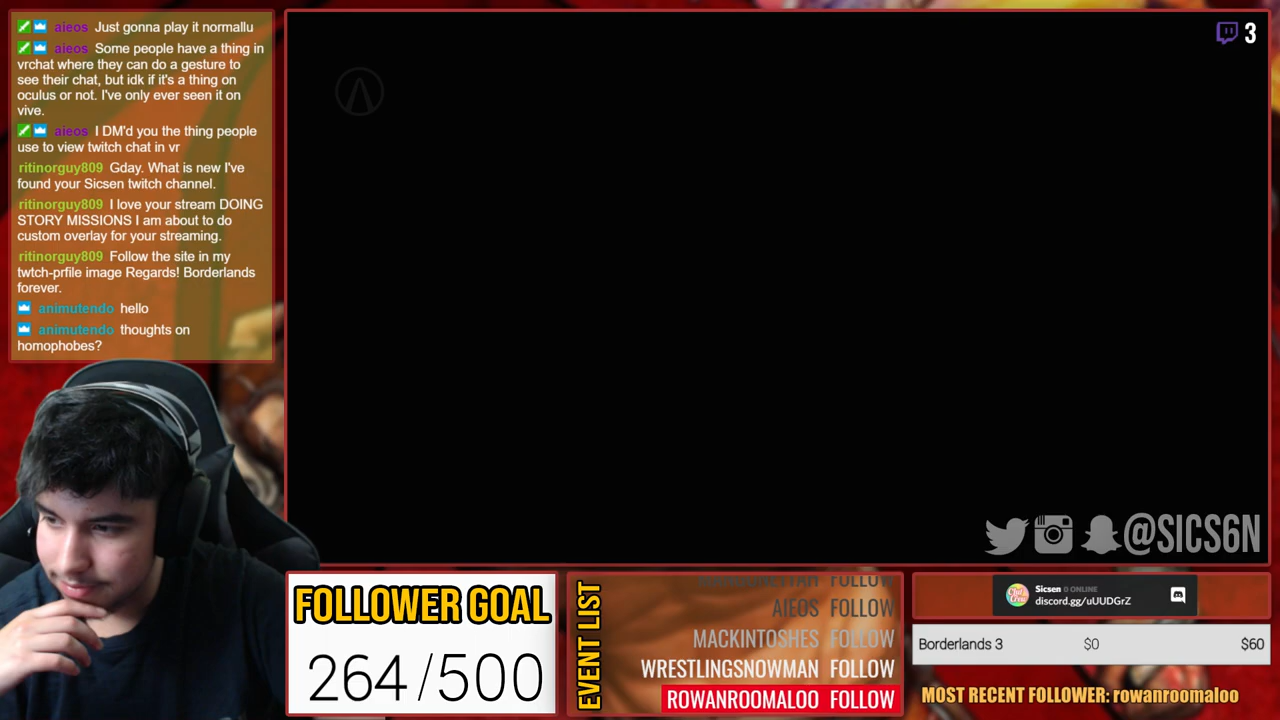 aieos Just gonna play it normallu
aieos Some people have a thing in
vrchat where they can do a gesture to
see their chat, but idk if it's a thing on
oculus or not. I've only ever seen it on
vive.
aieos I DM'd you the thing people
use to view twitch chat in vr
ritinorguy809 Gday. What is new I've
found your Sicsen twitch channel.
ritinorguy809 I love your stream DOING
STORY MISSIONS I am about to do
custom overlay for your streaming.
ritinorguy809 Follow the site in my
twtch-prfile image Regards! Borderlands
forever.
animutendo hello
animutendo thoughts on
homophobes?
3
@SICS6N
FOLLOWER GOAL
264/500
EVENT LIST
FOLLOW
AIEOS FOLLOW
MACKINTOSHES FOLLOW
WRESTLINGSNOWMAN FOLLOW
ROWANROOMALOO FOLLOW
Sicsen 0 ONLINE
discord.gg/uUUDGrZ
Borderlands 3 $0 $60
MOST RECENT FOLLOWER: rowanroomaloo